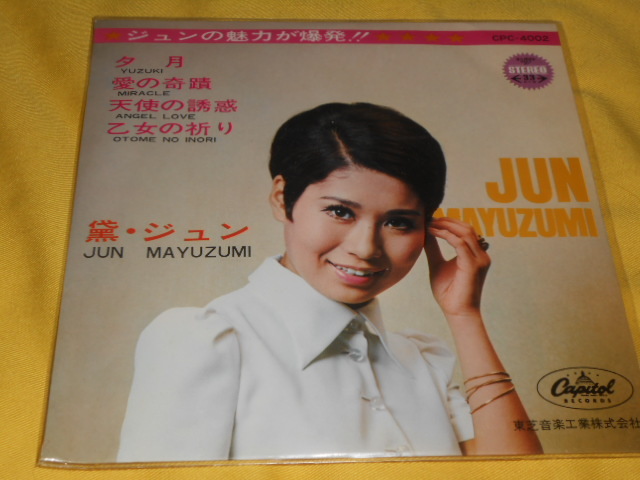 ★ジュンの魅力が爆発!!★★★★
CPC-4002
夕月
YUZUKI
愛の奇蹟
MIRACLE
天使の誘惑
ANGEL LOVE
乙女の祈り
OTOME NO INORI
STEREO
33
JUN
MAYUZUMI
黛・ジュン
JUN MAYUZUMI
Capitol
RECORDS
東芝音楽工業株式会社